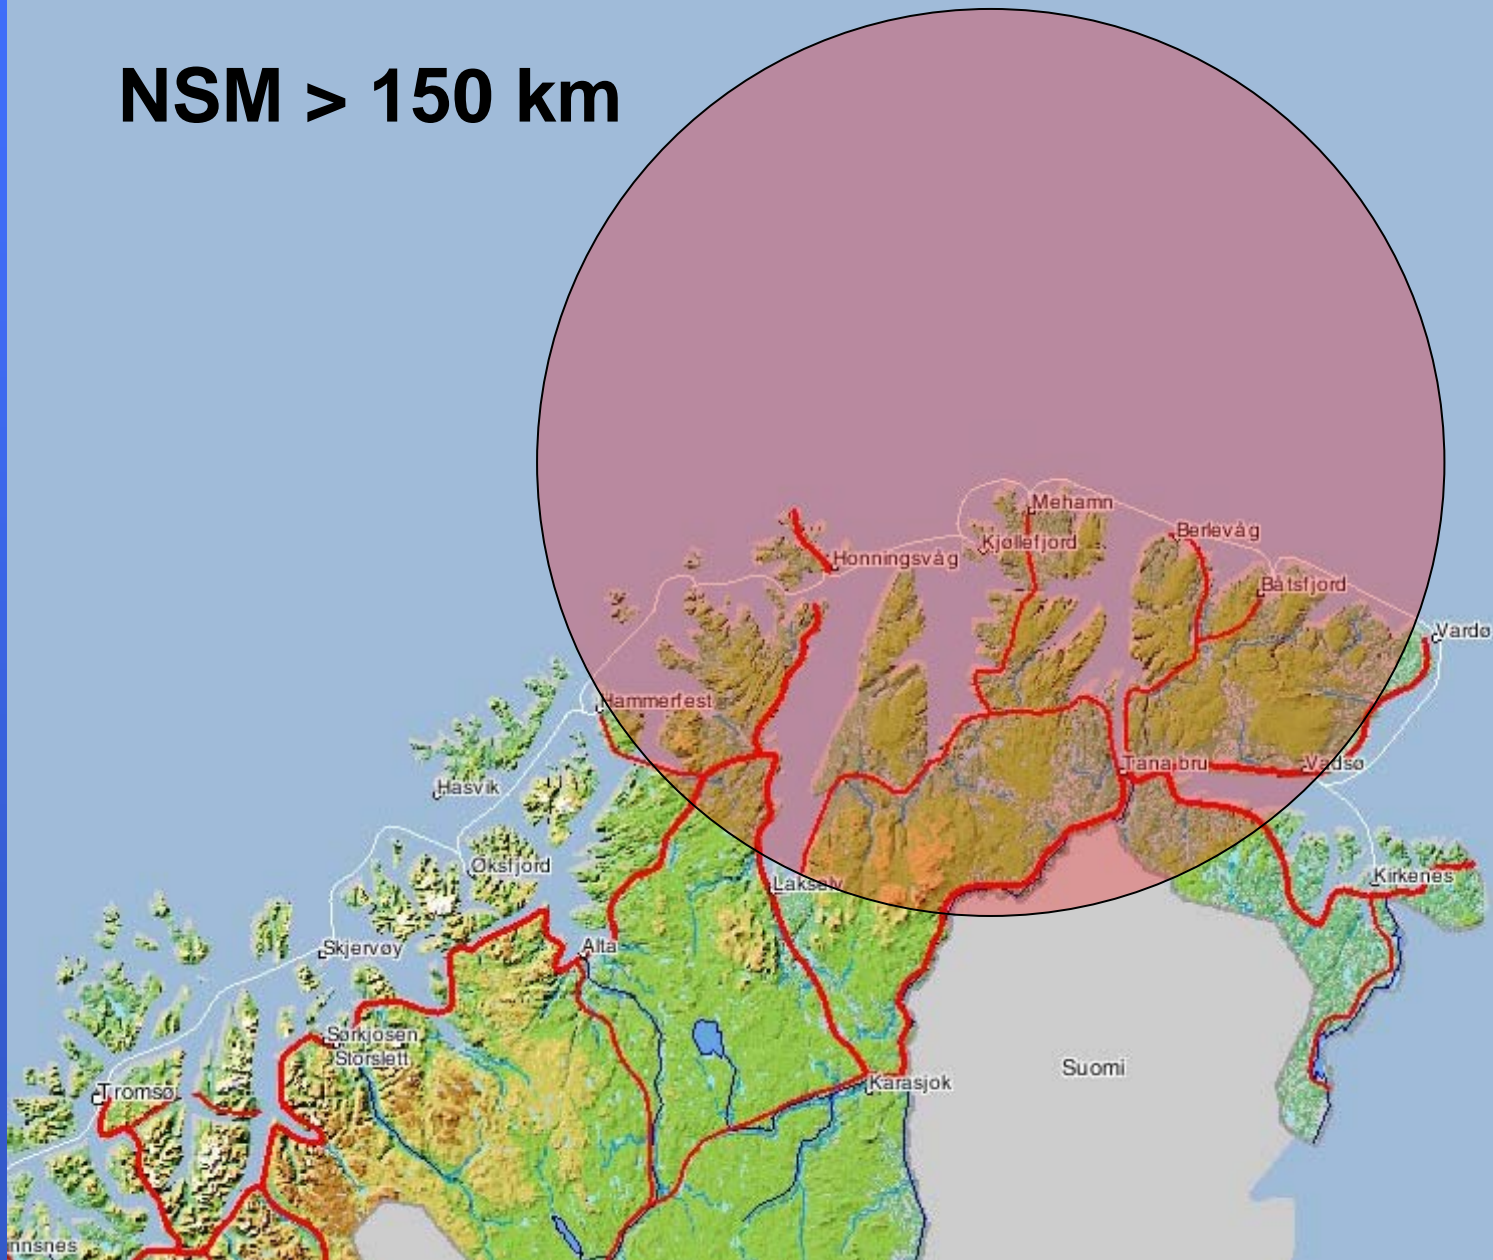 NSM > 150 km
Mehamn
Berlevåg
Kjøllefjord
Honningsvåg
Båtsfjord
Vardø
Hammerfest
Tana bru
Vadsø
Hasvik
Øksfjord
Lakselv
Kirkenes
Skjervøy
Alta
Sørkjosen
Storslett
Suomi
Karasjok
Tromsø
nnsnes